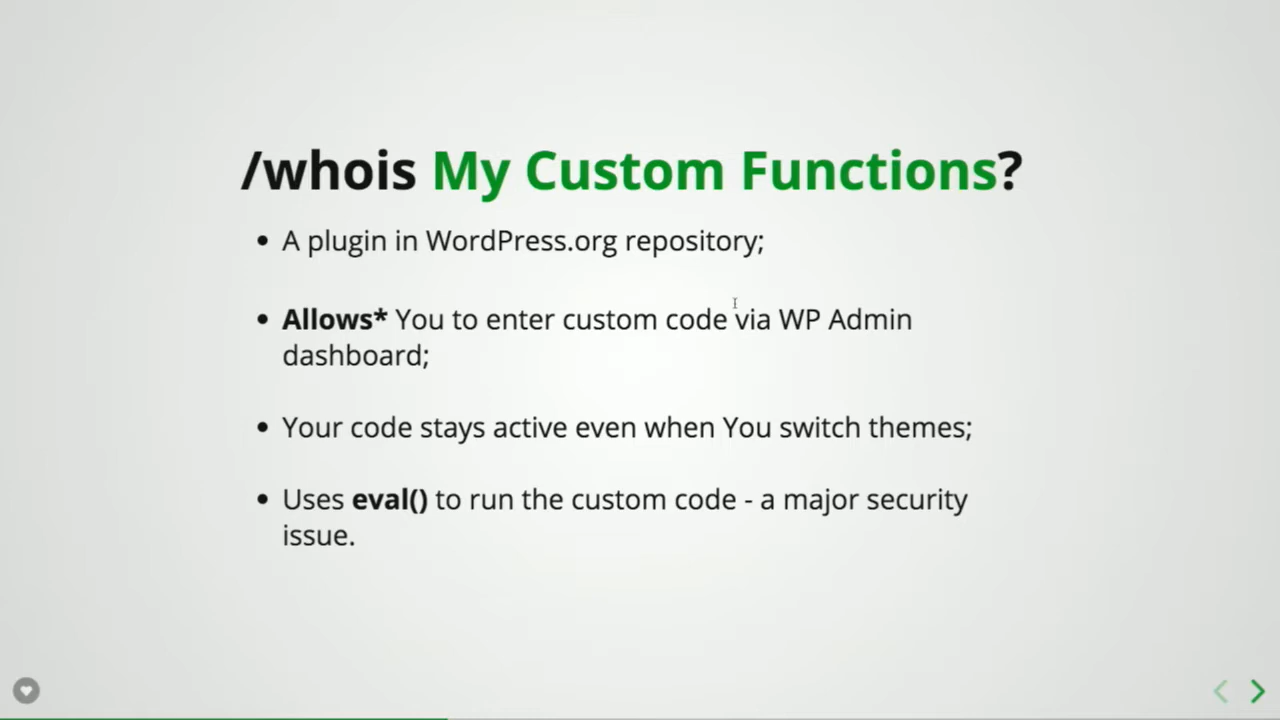 /whois My Custom Functions?
A plugin in WordPress.org repository;
Allows* You to enter custom code via WP Admin
dashboard;
Your code stays active even when You switch themes;
Uses eval() to run the custom code - a major security
issue.